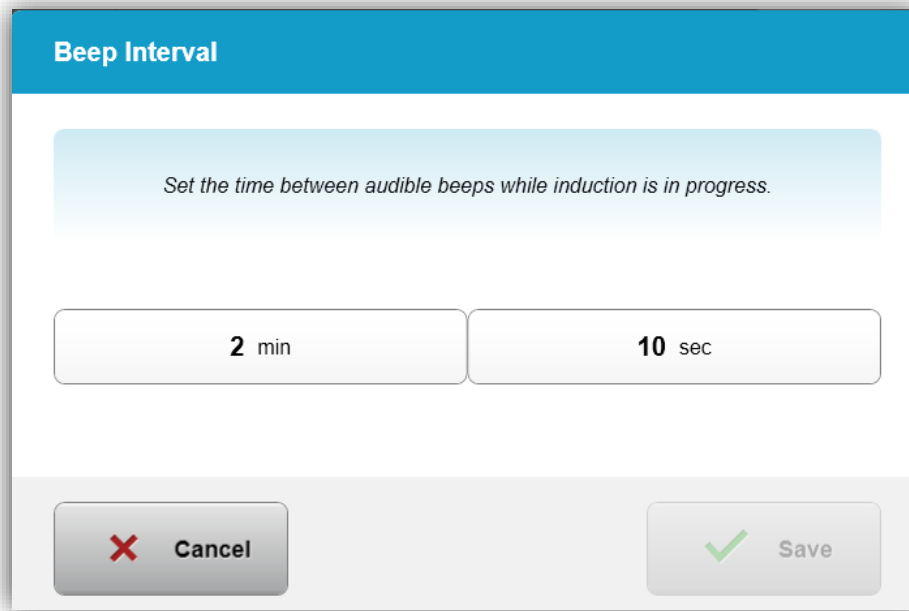 Beep Interval
Set the time between audible beeps while induction is in progress.
2 min 10 sec
Cancel Save